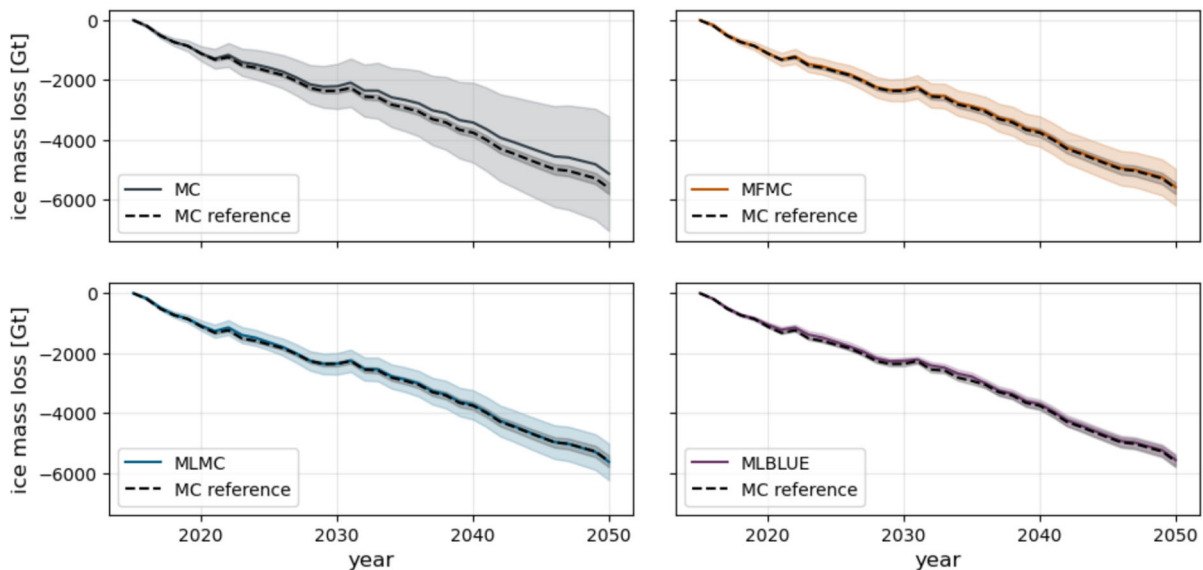 0
−2000
−4000
−6000
ice mass loss [Gt]
MC
MC reference
MFMC
MC reference
0
−2000
−4000
−6000
ice mass loss [Gt]
MLMC
MC reference
MLBLUE
MC reference
2020 2030 2040 2050
year
2020 2030 2040 2050
year